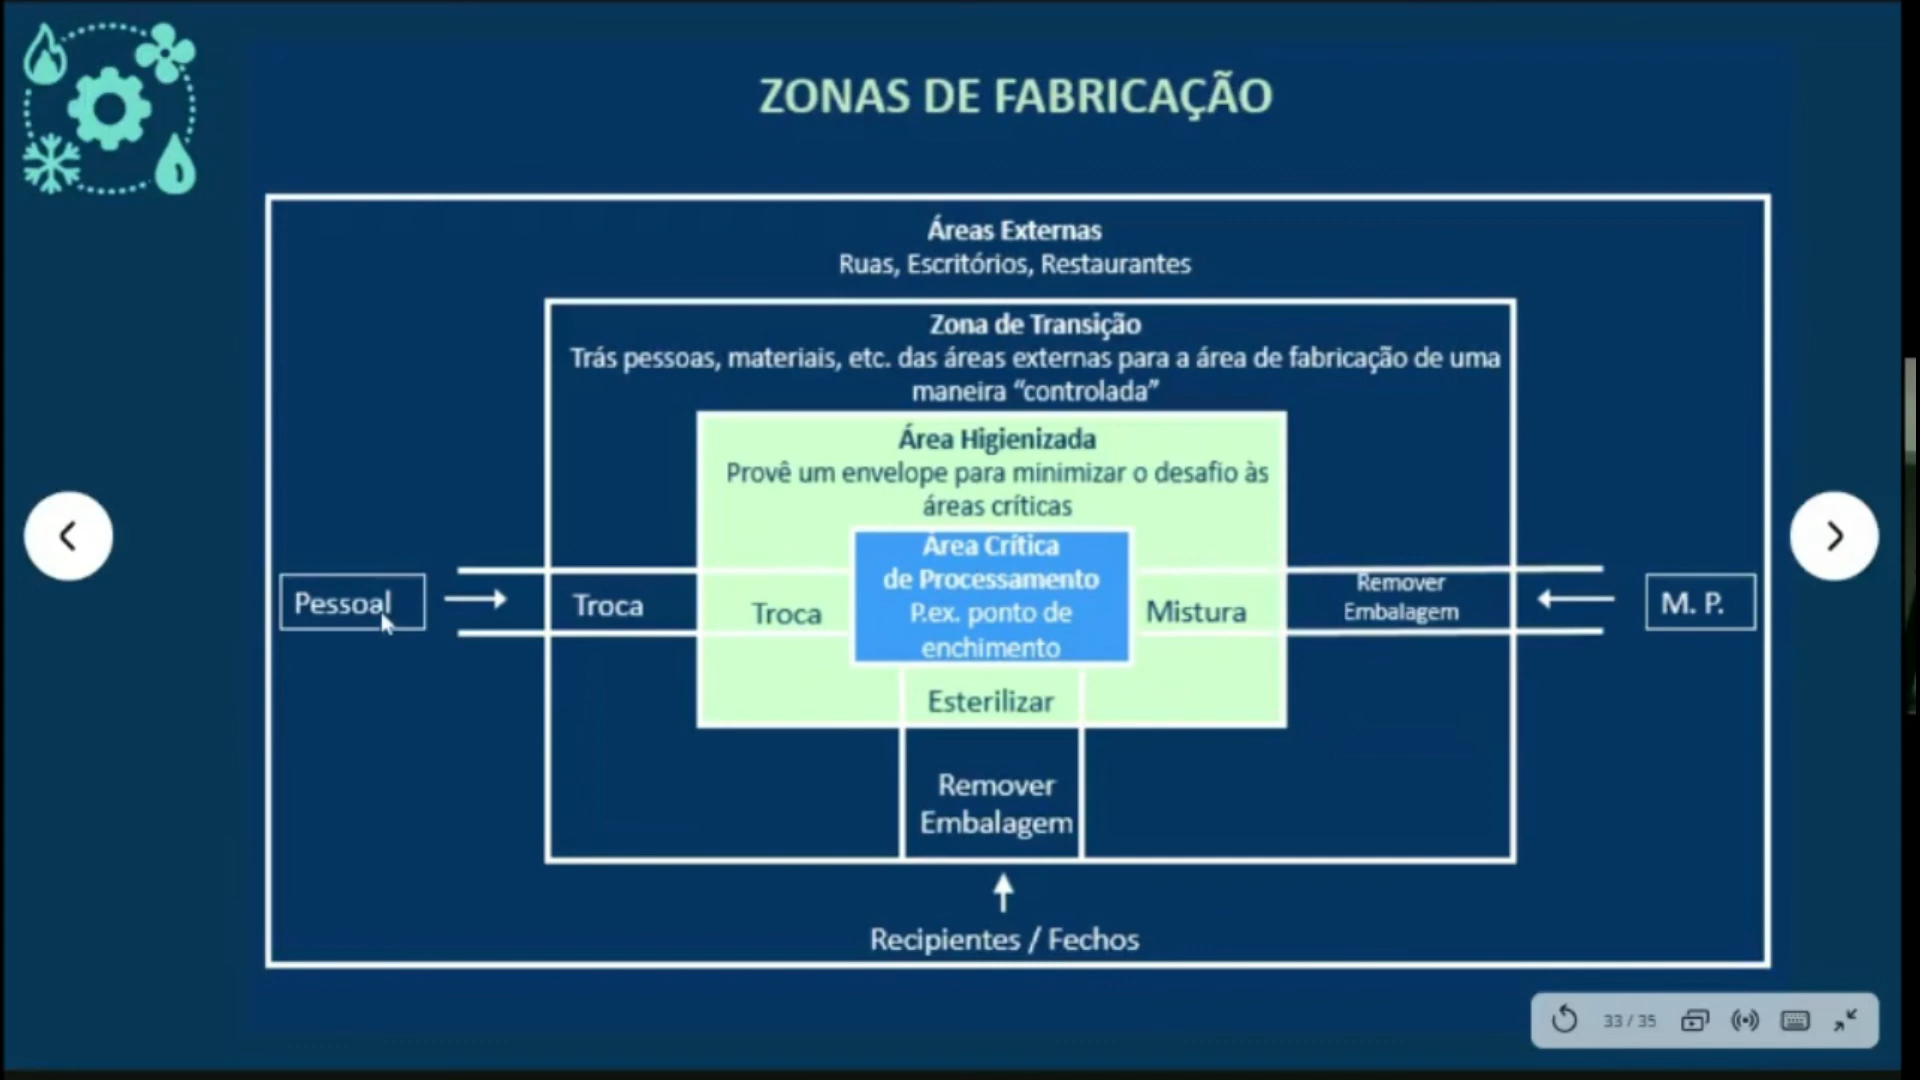 ZONAS DE FABRICAÇÃO
Áreas Externas
Ruas, Escritórios, Restaurantes
Zona de Transição
Trás pessoas, materiais, etc. das áreas externas para a área de fabricação de uma
maneira “controlada”
Área Higienizada
Provê um envelope para minimizar o desafio às
áreas críticas
Área Crítica
de Processamento
P.ex. ponto de
enchimento
Pessoal
Troca
Troca
Mistura
Remover
Embalagem
M. P.
Esterilizar
Remover
Embalagem
Recipientes / Fechos
33 / 35